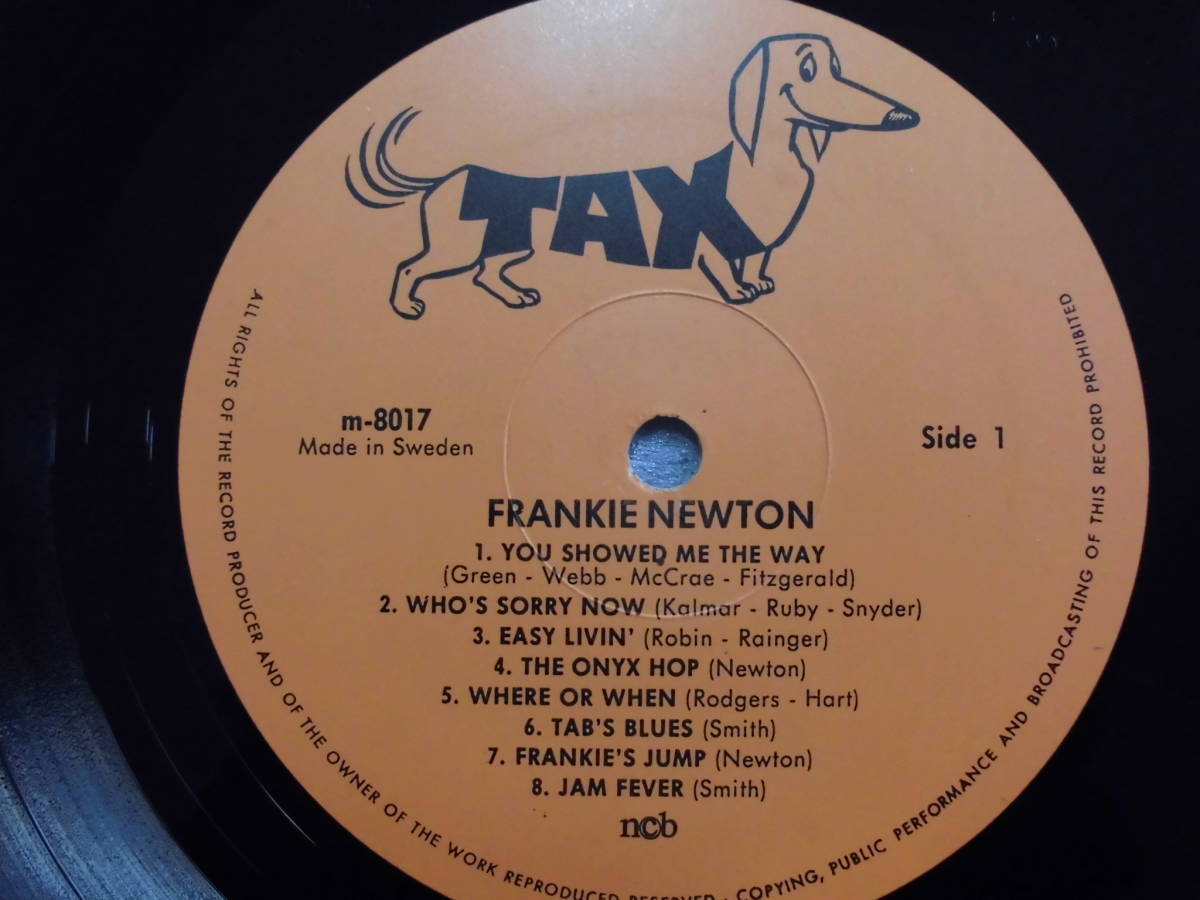 TAX
m-8017
Made in Sweden
Side 1
FRANKIE NEWTON
1. YOU SHOWED ME THE WAY
(Green - Webb - McCrae - Fitzgerald)
2. WHO'S SORRY NOW (Kalmar - Ruby - Snyder)
3. EASY LIVIN' (Robin - Rainger)
4. THE ONYX HOP (Newton)
5. WHERE OR WHEN (Rodgers - Hart)
6. TAB'S BLUES (Smith)
7. FRANKIE'S JUMP (Newton)
8. JAM FEVER (Smith)
ncb
ALL RIGHTS OF THE RECORD PRODUCER AND OF THE OWNER OF THE WORK REPRODUCED RESERVED · COPYING, PUBLIC PERFORMANCE AND BROADCASTING OF THIS RECORD PROHIBITED